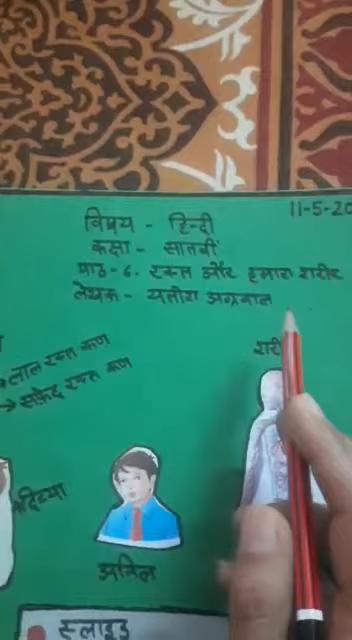 11-5-20
विषय - हिन्दी
कक्षा - सातवीं
पाठ-6. रक्त और हमारा शरीर
लेखक- यतीश अग्रवाल
→लाल रक्त कण
→सफ़ेद रक्त कण
दिव्या
अनिल
स्लाइड